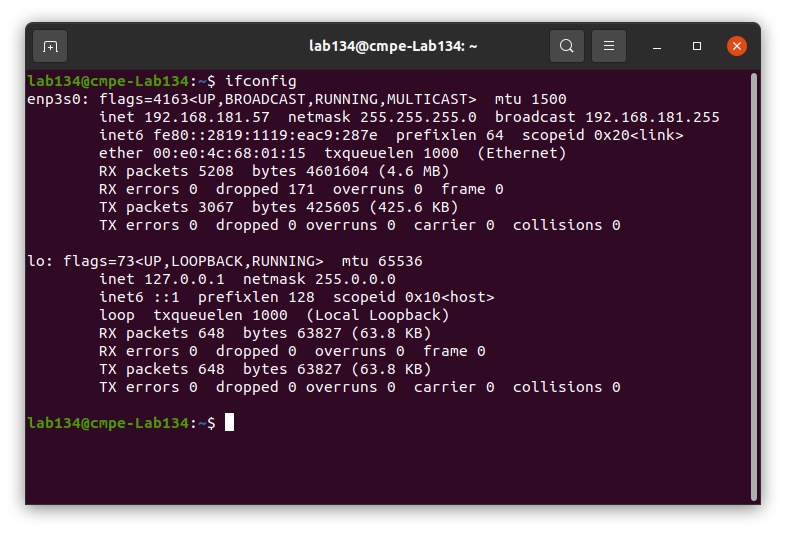 lab134@cmpe-Lab134: ~
lab134@cmpe-Lab134:~$ ifconfig
enp3s0: flags=4163<UP,BROADCAST,RUNNING,MULTICAST>  mtu 1500
        inet 192.168.181.57  netmask 255.255.255.0  broadcast 192.168.181.255
        inet6 fe80::2819:1119:eac9:287e  prefixlen 64  scopeid 0x20<link>
        ether 00:e0:4c:68:01:15  txqueuelen 1000  (Ethernet)
        RX packets 5208  bytes 4601604 (4.6 MB)
        RX errors 0  dropped 171  overruns 0  frame 0
        TX packets 3067  bytes 425605 (425.6 KB)
        TX errors 0  dropped 0 overruns 0  carrier 0  collisions 0

lo: flags=73<UP,LOOPBACK,RUNNING>  mtu 65536
        inet 127.0.0.1  netmask 255.0.0.0
        inet6 ::1  prefixlen 128  scopeid 0x10<host>
        loop  txqueuelen 1000  (Local Loopback)
        RX packets 648  bytes 63827 (63.8 KB)
        RX errors 0  dropped 0  overruns 0  frame 0
        TX packets 648  bytes 63827 (63.8 KB)
        TX errors 0  dropped 0 overruns 0  carrier 0  collisions 0

lab134@cmpe-Lab134:~$